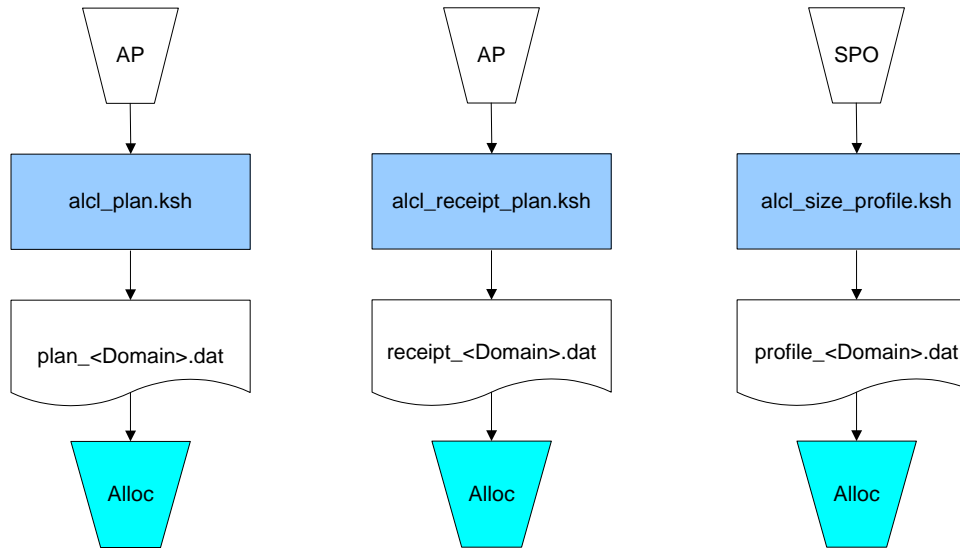 AP
AP
SPO
alcl_plan.ksh
alcl_receipt_plan.ksh
alcl_size_profile.ksh
plan_<Domain>.dat
receipt_<Domain>.dat
profile_<Domain>.dat
Alloc
Alloc
Alloc